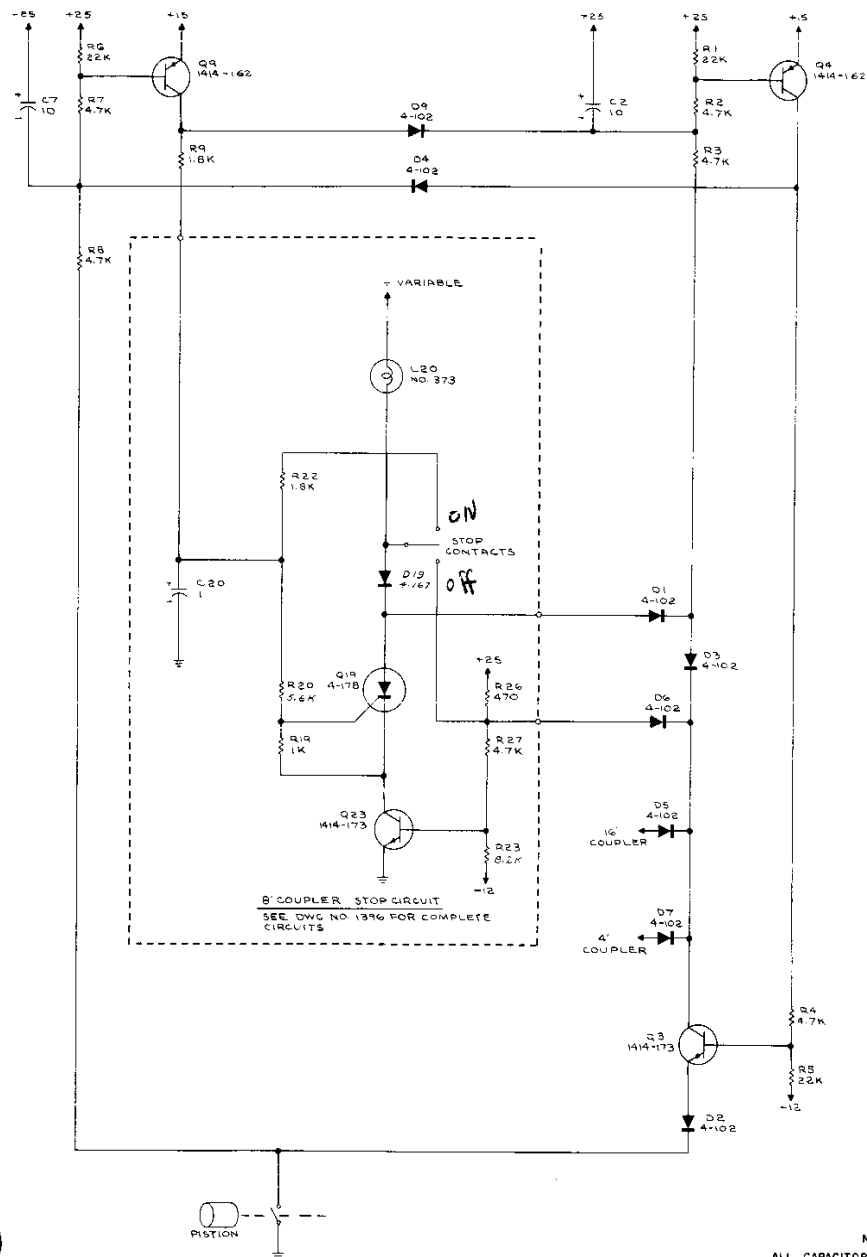 +25
+25
+15
+25
+25
+15
R6
22K
Q9
1414-162
R1
22K
Q4
1414-162
+
C7
10
-
R7
4.7K
D9
4-102
+
C2
10
-
R2
4.7K
R9
1.8K
D4
4-102
R3
4.7K
R8
4.7K
VARIABLE
L20
NO. 373
R22
1.8K
ON
STOP
CONTACTS
+
C20
1
-
D19
4-167
Off
D1
4-102
Q19
4-178
+25
D3
4-102
R20
5.6K
R26
470
D6
4-102
R19
1K
R27
4.7K
Q23
1414-173
D5
4-102
16'
COUPLER
R23
8.2K
-12
8' COUPLER STOP CIRCUIT
SEE DWG NO. 1396 FOR COMPLETE
CIRCUITS
D7
4-102
4'
COUPLER
R4
4.7K
Q3
1414-173
R5
22K
-12
D2
4-102
PISTION
ALL CAPACITOR